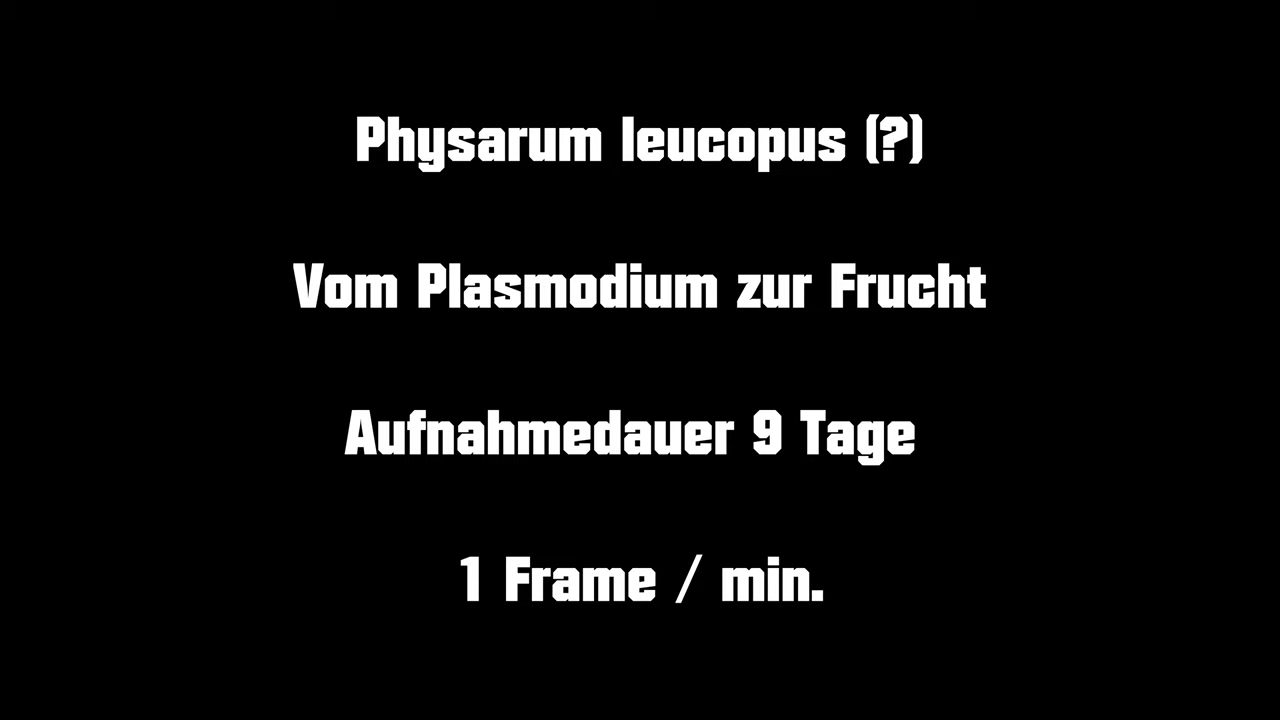 Physarum leucopus (?)
Vom Plasmodium zur Frucht
Aufnahmedauer 9 Tage
1 Frame / min.